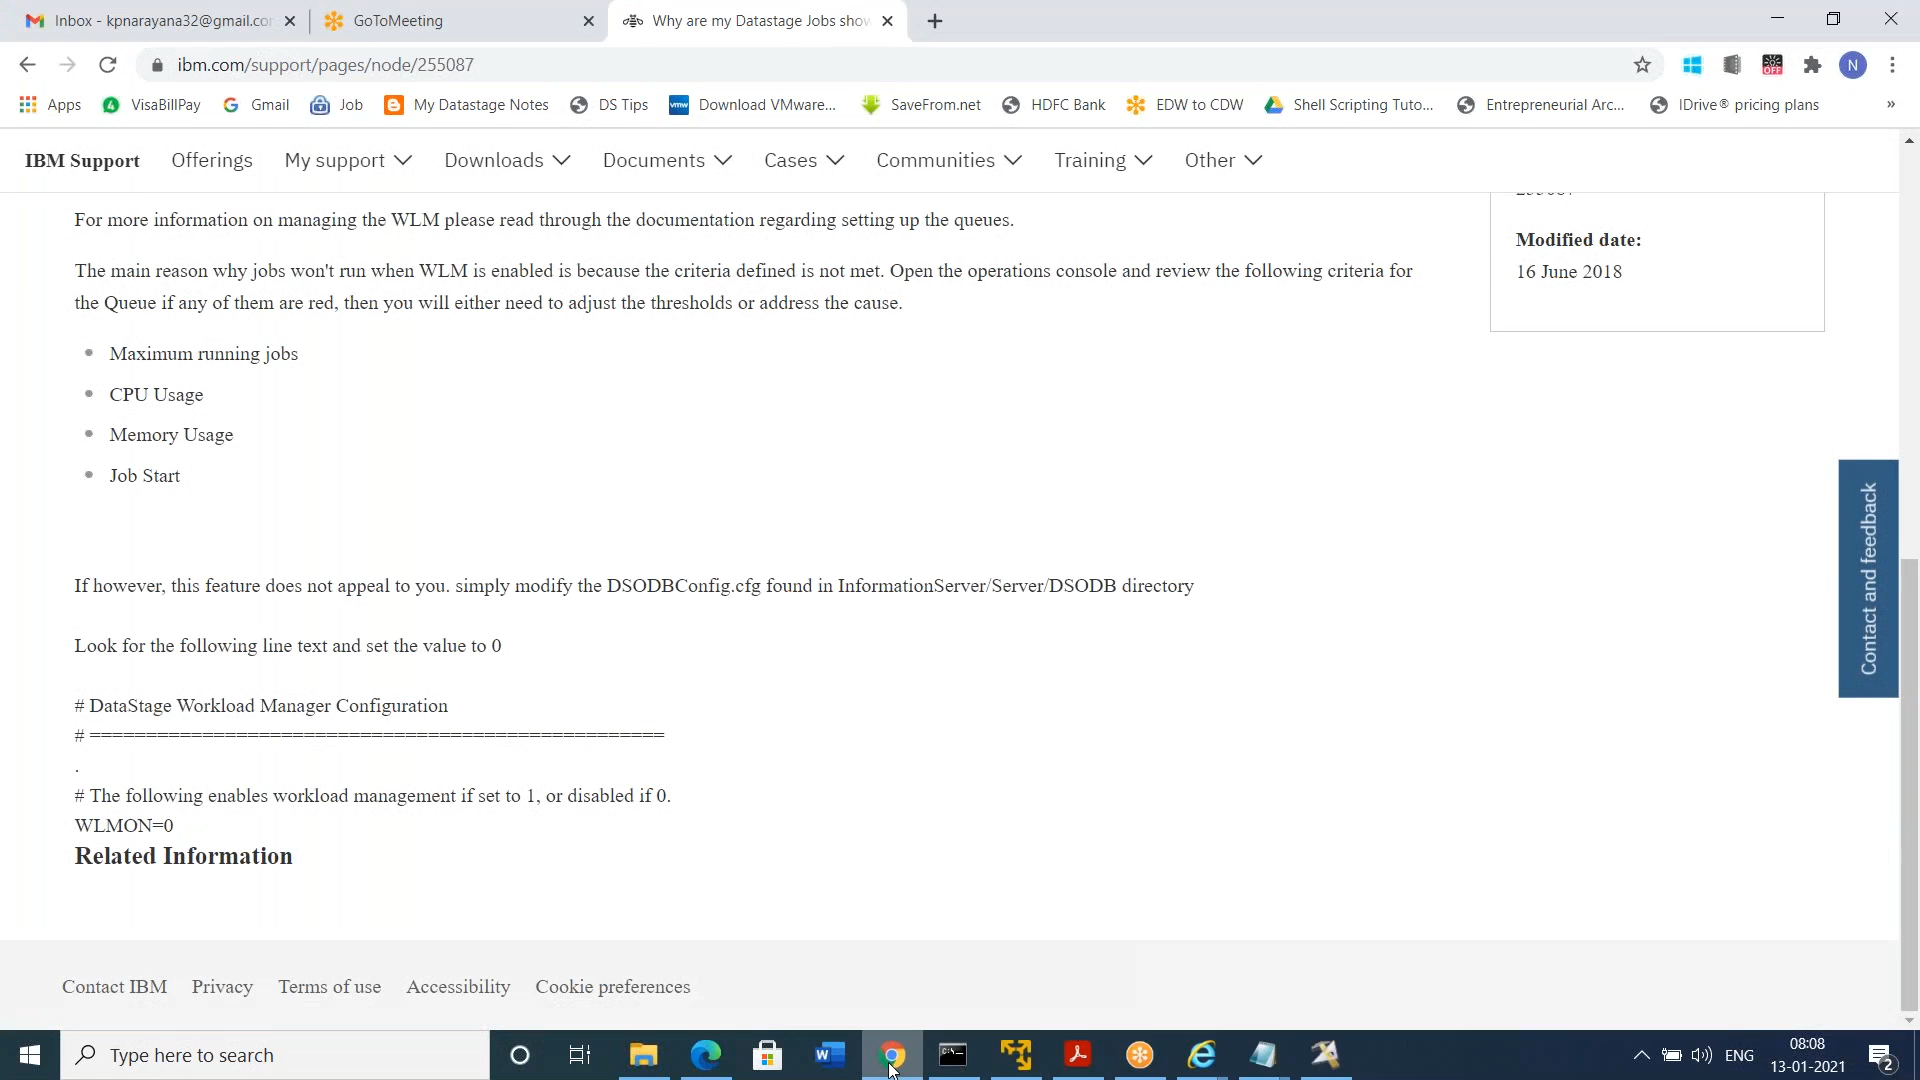 Inbox - kpnarayana32@gmail.co
GoToMeeting
Why are my Datastage Jobs show
ibm.com/support/pages/node/255087
N
Apps
VisaBillPay
Gmail
Job
My Datastage Notes
DS Tips
Download VMware...
SaveFrom.net
HDFC Bank
EDW to CDW
Shell Scripting Tuto...
Entrepreneurial Arc...
IDrive® pricing plans
»
IBM Support
Offerings
My support
Downloads
Documents
Cases
Communities
Training
Other
For more information on managing the WLM please read through the documentation regarding setting up the queues.
Modified date:
16 June 2018
The main reason why jobs won't run when WLM is enabled is because the criteria defined is not met. Open the operations console and review the following criteria for
the Queue if any of them are red, then you will either need to adjust the thresholds or address the cause.
Maximum running jobs
CPU Usage
Memory Usage
Job Start
Contact and feedback
If however, this feature does not appeal to you. simply modify the DSODBConfig.cfg found in InformationServer/Server/DSODB directory
Look for the following line text and set the value to 0
# DataStage Workload Manager Configuration
# ===================================================
.
# The following enables workload management if set to 1, or disabled if 0.
WLMON=0
Related Information
Contact IBM
Privacy
Terms of use
Accessibility
Cookie preferences
Type here to search
ENG
08:08
13-01-2021
2